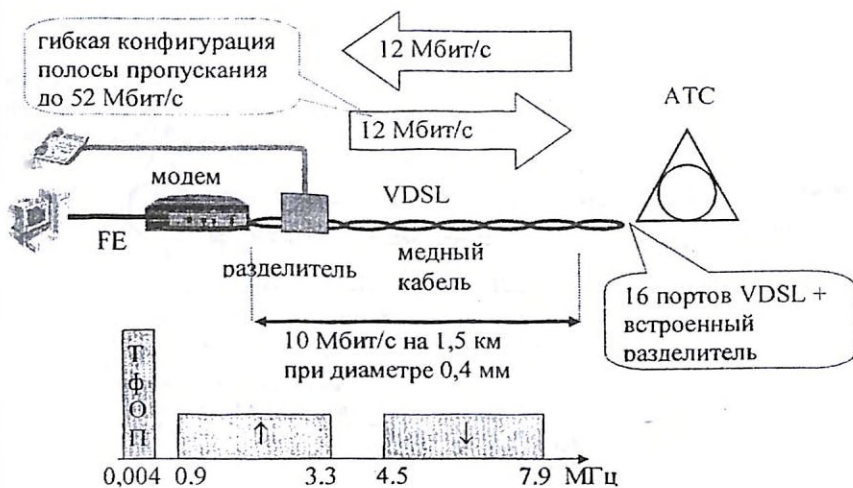 гибкая конфигурация
полосы пропускания
до 52 Мбит/с
12 Мбит/с
12 Мбит/с
АТС
модем
VDSL
FE
разделитель
медный
кабель
16 портов VDSL +
встроенный
разделитель
10 Мбит/с на 1,5 км
при диаметре 0,4 мм
ТфОП
↑
↓
0,004 0.9 3.3 4.5 7.9 МГц